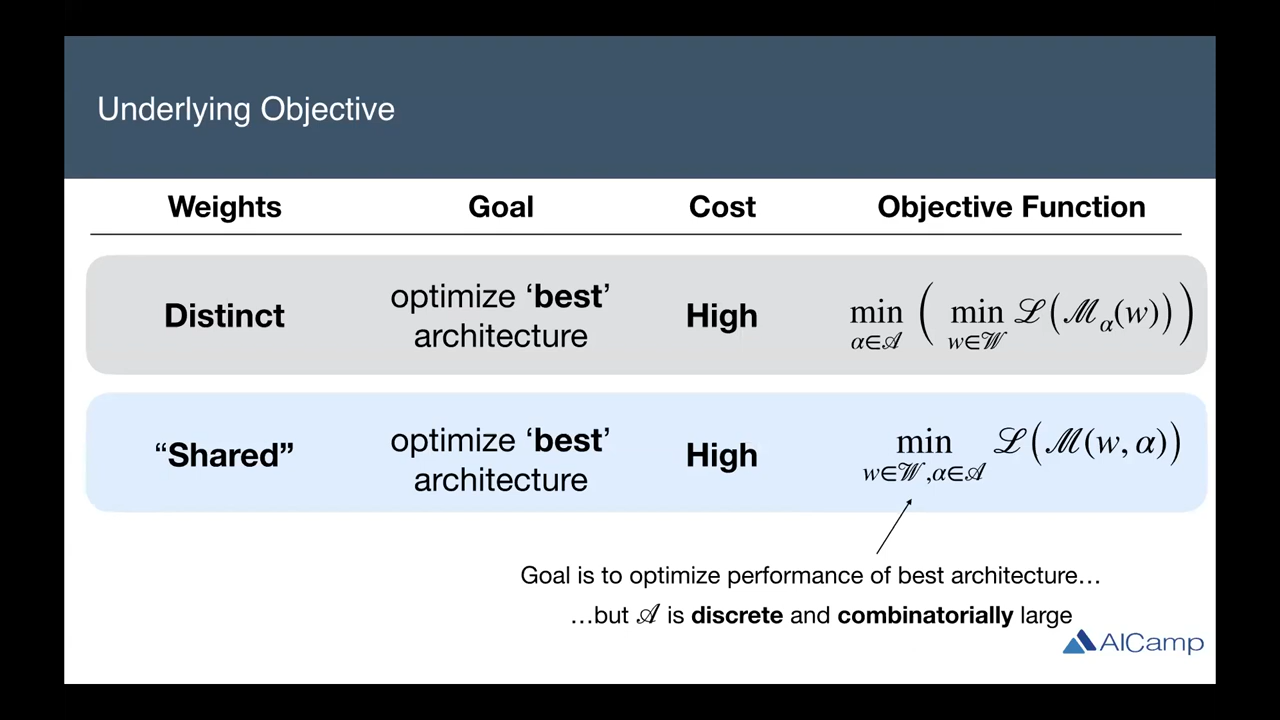 Underlying Objective
Weights Goal Cost Objective Function
Distinct optimize ‘best’ architecture High min α∈𝒜 ( min w∈𝒲 ℒ(ℳα(w)) )
“Shared” optimize ‘best’ architecture High min w∈𝒲,α∈𝒜 ℒ(ℳ(w, α))
Goal is to optimize performance of best architecture…
…but 𝒜 is discrete and combinatorially large
AICamp